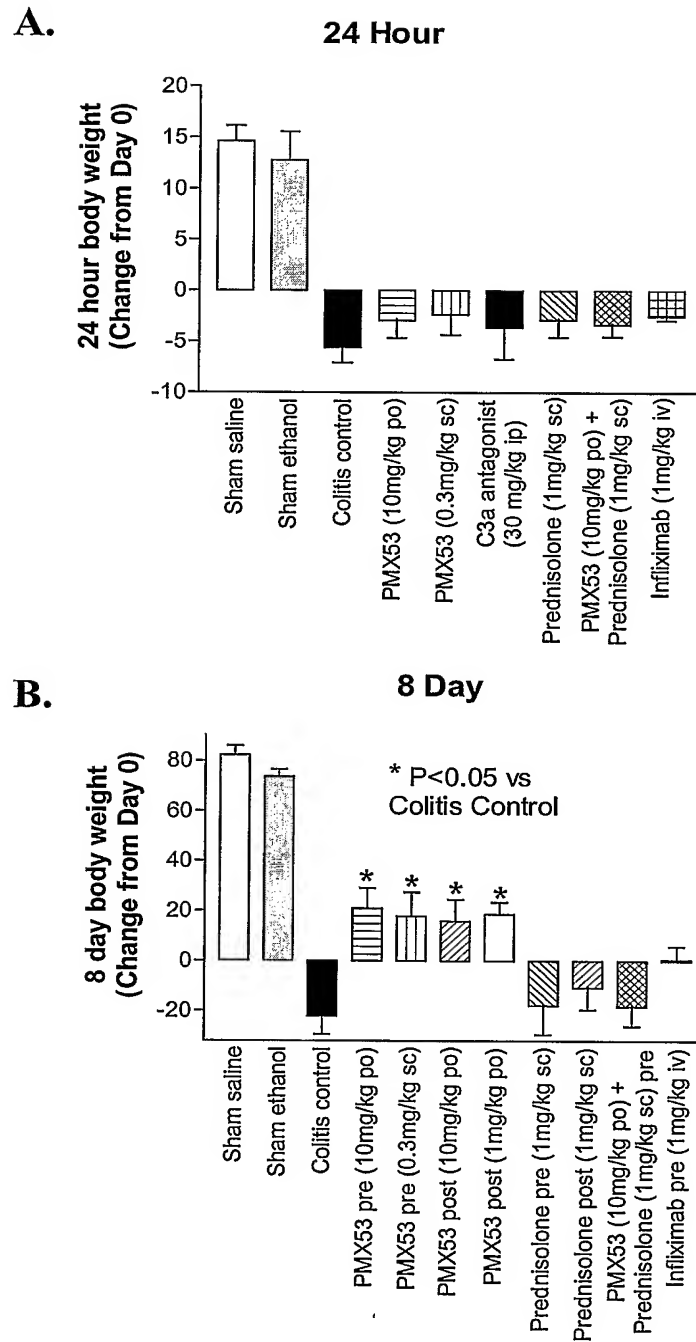 A.
24 Hour
24 hour body weight
(Change from Day 0)
20
15
10
5
0
-5
-10
Sham saline
Sham ethanol
Colitis control
PMX53 (10mg/kg po)
PMX53 (0.3mg/kg sc)
C3a antagonist
(30 mg/kg ip)
Prednisolone (1mg/kg sc)
PMX53 (10mg/kg po) +
Prednisolone (1mg/kg sc)
Infliximab (1mg/kg iv)
B.
8 Day
8 day body weight
(Change from Day 0)
80
60
40
20
0
-20
* P<0.05 vs
Colitis Control
* * * *
Sham saline
Sham ethanol
Colitis control
PMX53 pre (10mg/kg po)
PMX53 pre (0.3mg/kg sc)
PMX53 post (10mg/kg po)
PMX53 post (1mg/kg po)
Prednisolone pre (1mg/kg sc)
Prednisolone post (1mg/kg sc)
PMX53 (10mg/kg po) +
Prednisolone (1mg/kg sc) pre
Infliximab pre (1mg/kg iv)